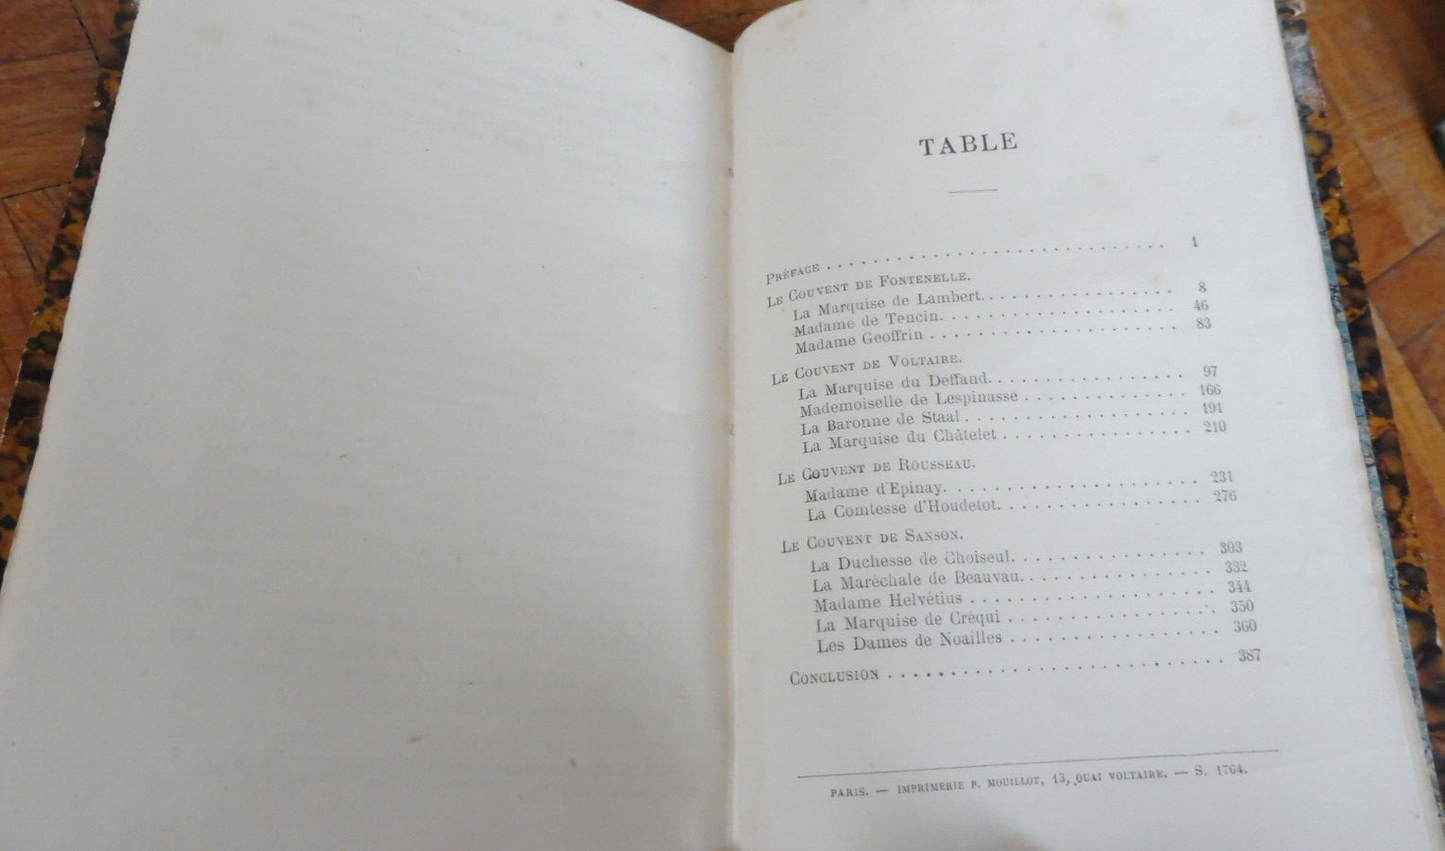 TABLE
PRÉFAGE . . . . . . . . . . . . . . . . . . . . . . . . . . . . . . 1
LE COUVENT DE FONTENELLE.
La Marquise de Lambert. . . . . . . . . . . . . . . . . . 8
Madame de Tencin. . . . . . . . . . . . . . . . . . . . . 46
Madame Geoffrin . . . . . . . . . . . . . . . . . . . . . 83
LE COUVENT DE VOLTAIRE.
La Marquise du Deffand. . . . . . . . . . . . . . . . . . 97
Mademoiselle de Lespinasse . . . . . . . . . . . . . . . 166
La Baronne de Staal . . . . . . . . . . . . . . . . . . . 191
La Marquise du Châtelet . . . . . . . . . . . . . . . . . 210
LE COUVENT DE ROUSSEAU.
Madame d'Epinay. . . . . . . . . . . . . . . . . . . . . 231
La Comtesse d'Houdetot. . . . . . . . . . . . . . . . . . 276
LE COUVENT DE SANSON.
La Duchesse de Choiseul. . . . . . . . . . . . . . . . . 303
La Maréchale de Beauvau. . . . . . . . . . . . . . . . . 332
Madame Helvétius . . . . . . . . . . . . . . . . . . . . 344
La Marquise de Créqui . . . . . . . . . . . . . . . . . . 350
Les Dames de Noailles . . . . . . . . . . . . . . . . . . 360
CONCLUSION . . . . . . . . . . . . . . . . . . . . . . . . . . 387
PARIS. — IMPRIMERIE P. MOUILLOT, 13, QUAI VOLTAIRE. — S. 1764.